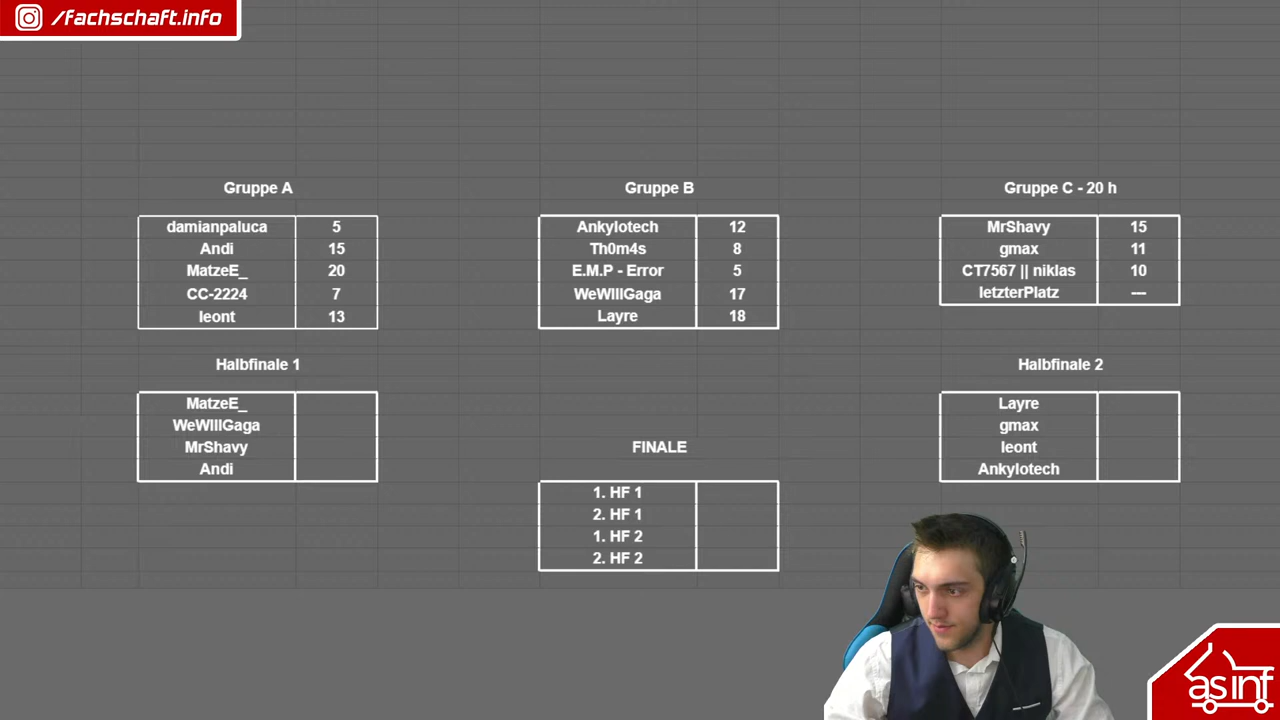 /fachschaft.info
Gruppe A
damianpaluca 5
Andi 15
MatzeE_ 20
CC-2224 7
leont 13
Gruppe B
Ankylotech 12
Th0m4s 8
E.M.P - Error 5
WeWIllGaga 17
Layre 18
Gruppe C - 20 h
MrShavy 15
gmax 11
CT7567 || niklas 10
letzterPlatz ---
Halbfinale 1
MatzeE_
WeWIllGaga
MrShavy
Andi
FINALE
1. HF 1
2. HF 1
1. HF 2
2. HF 2
Halbfinale 2
Layre
gmax
leont
Ankylotech
as inf